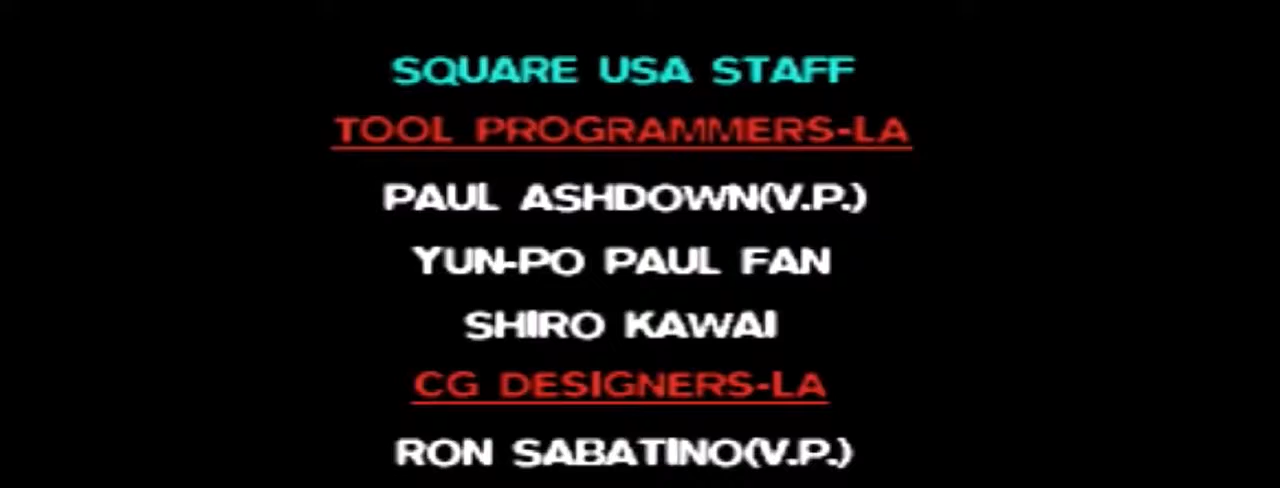 SQUARE USA STAFF
TOOL PROGRAMMERS-LA
PAUL ASHDOWN(V.P.)
YUN-PO PAUL FAN
SHIRO KAWAI
CG DESIGNERS-LA
RON SABATINO(V.P.)